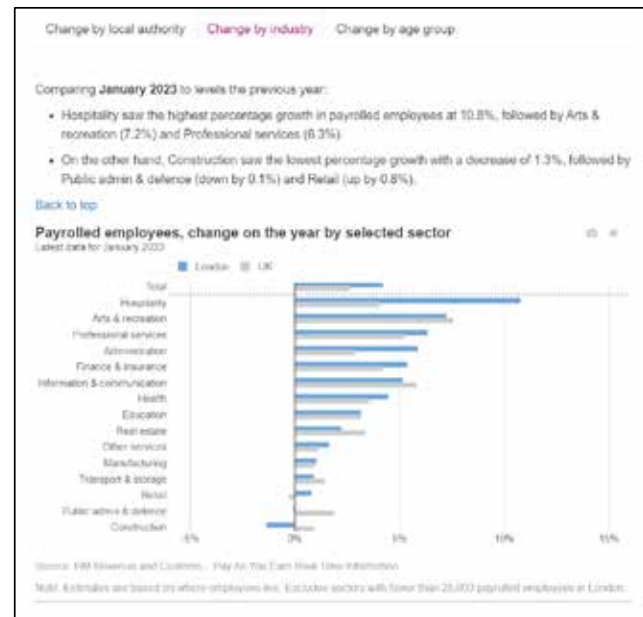 Change by local authority Change by industry Change by age group
Comparing January 2023 to levels the previous year:
• Hospitality saw the highest percentage growth in payrolled employees at 10.8%, followed by Arts &
recreation (7.2%) and Professional services (6.3%).
• On the other hand, Construction saw the lowest percentage growth with a decrease of 1.3%, followed by
Public admin & defence (down by 0.1%) and Retail (up by 0.8%).
Back to top
Payrolled employees, change on the year by selected sector
Latest data for January 2023
London UK
Total
Hospitality
Arts & recreation
Professional services
Administration
Finance & insurance
Information & communication
Health
Education
Real estate
Other services
Manufacturing
Transport & storage
Retail
Public admin & defence
Construction
-5% 0% 5% 10% 15%
Source: HM Revenue and Customs - Pay As You Earn Real Time Information
Note: Estimates are based on where employees live. Excludes sectors with fewer than 25,000 payrolled employees in London.